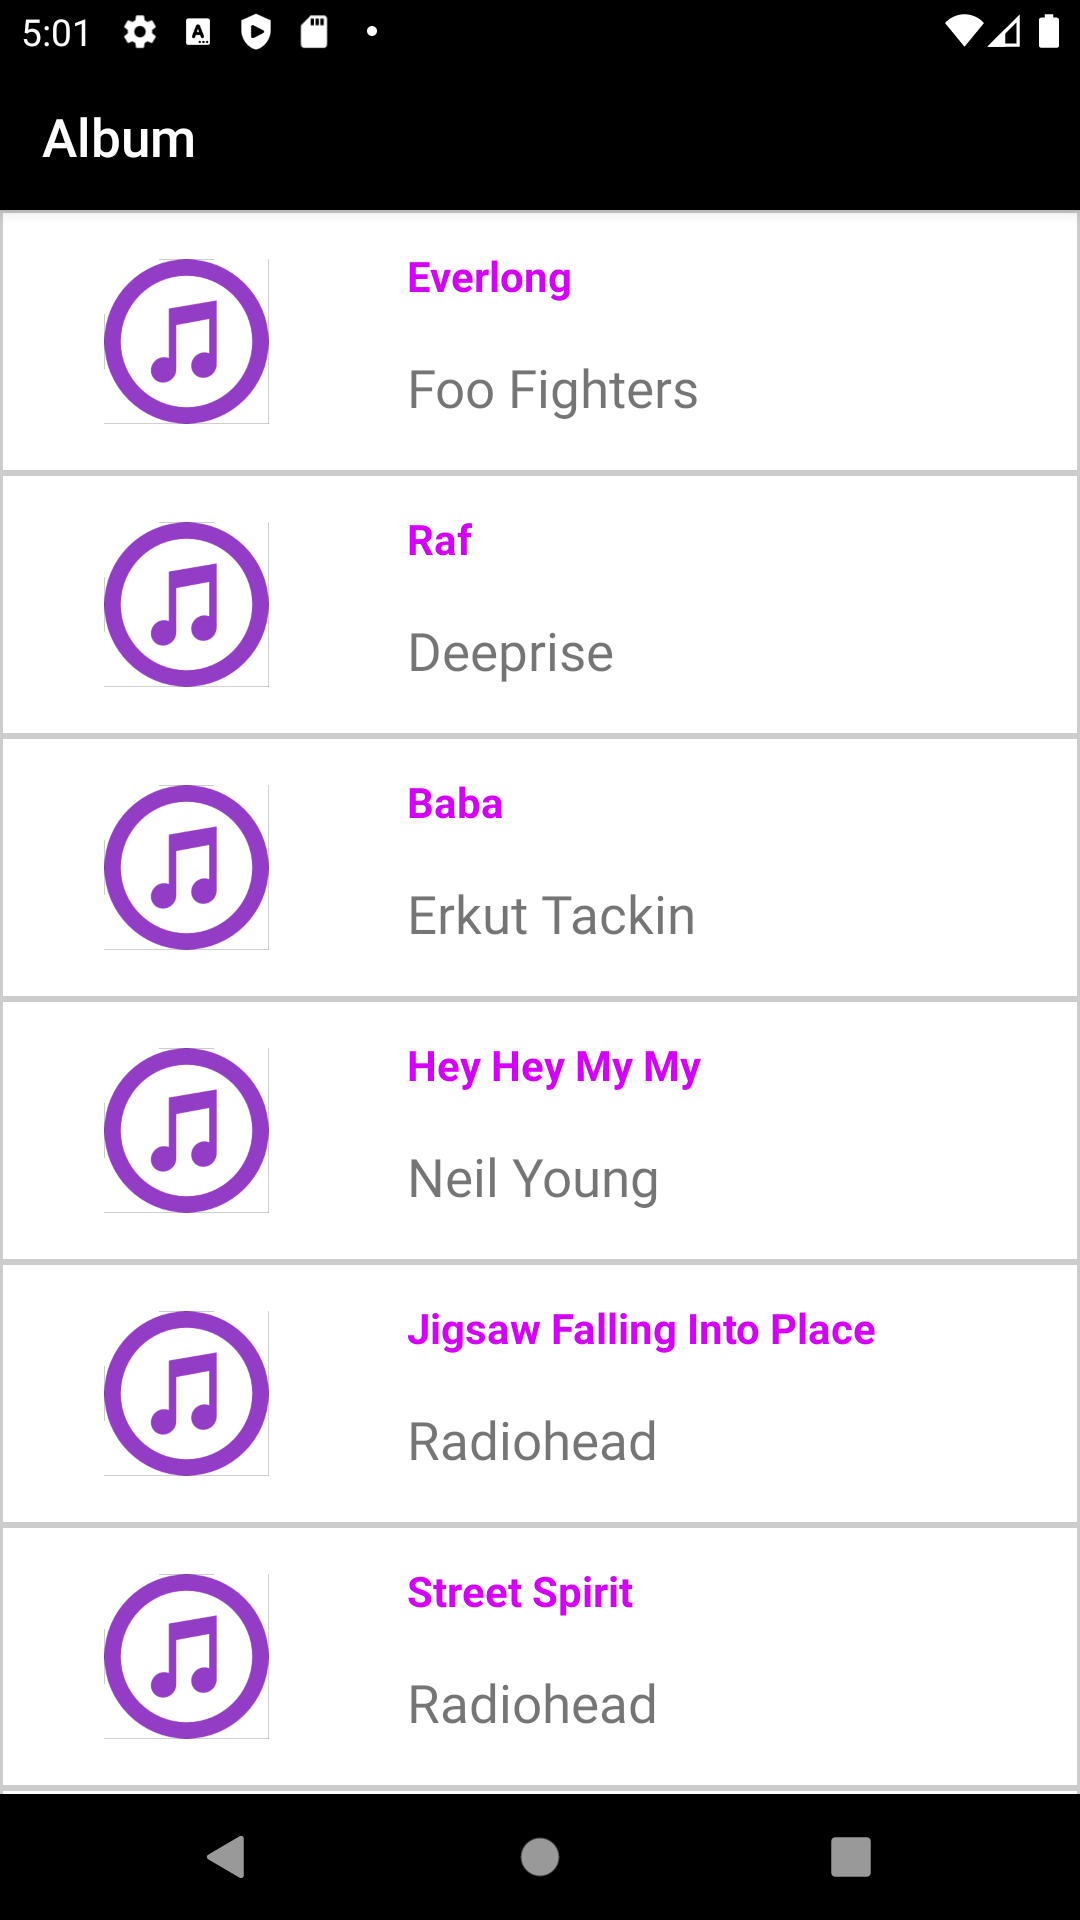 5:01
Album
Everlong
Foo Fighters
Raf
Deeprise
Baba
Erkut Tackin
Hey Hey My My
Neil Young
Jigsaw Falling Into Place
Radiohead
Street Spirit
Radiohead